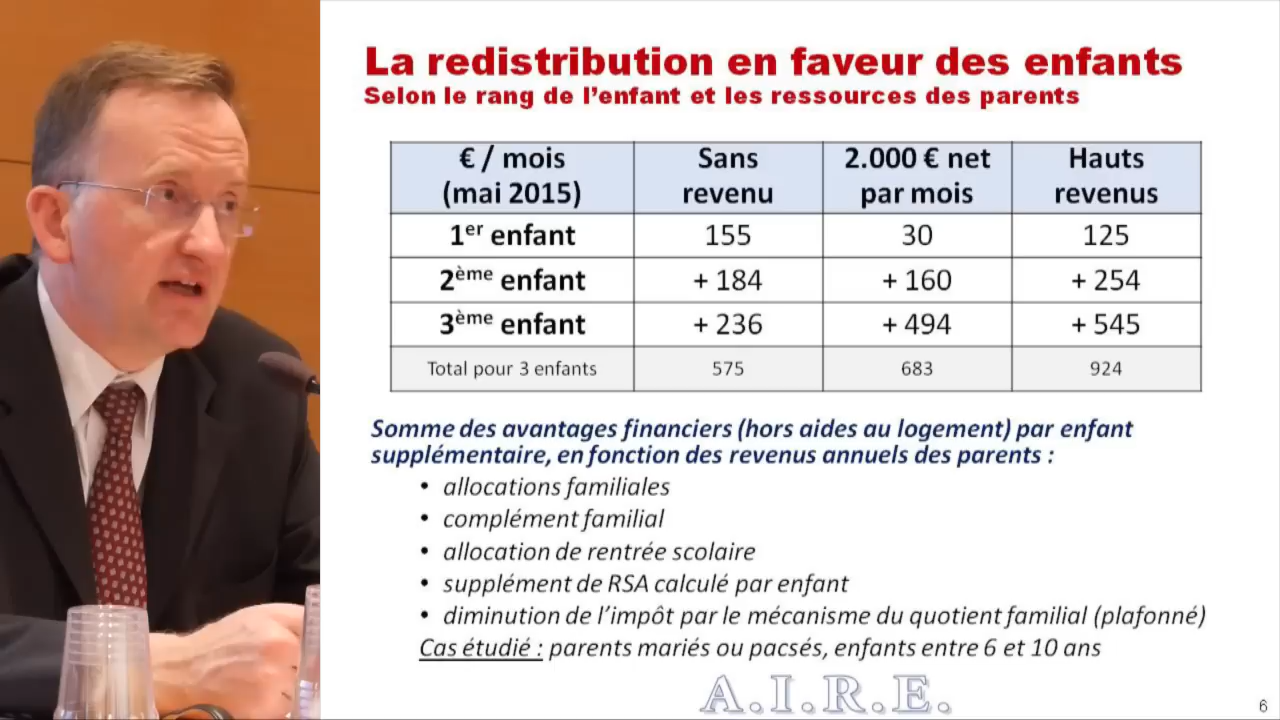 La redistribution en faveur des enfants
Selon le rang de l'enfant et les ressources des parents
€ / mois (mai 2015) Sans revenu 2.000 € net par mois Hauts revenus
1er enfant 155 30 125
2ème enfant + 184 + 160 + 254
3ème enfant + 236 + 494 + 545
Total pour 3 enfants 575 683 924
Somme des avantages financiers (hors aides au logement) par enfant
supplémentaire, en fonction des revenus annuels des parents :
• allocations familiales
• complément familial
• allocation de rentrée scolaire
• supplément de RSA calculé par enfant
• diminution de l'impôt par le mécanisme du quotient familial (plafonné)
Cas étudié : parents mariés ou pacsés, enfants entre 6 et 10 ans
A.I.R.E.
6